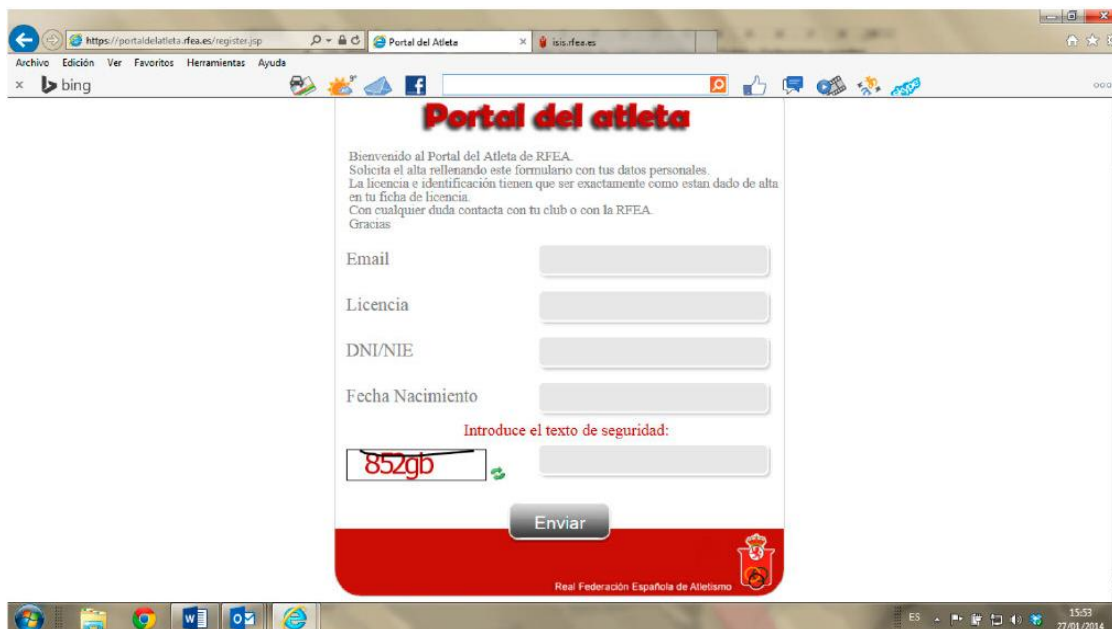 https://portaldelatleta.rfea.es/register.jsp
Portal del Atleta
isis.rfea.es
Archivo Edición Ver Favoritos Herramientas Ayuda
bing
9°
Portal del atleta
Bienvenido al Portal del Atleta de RFEA.
Solicita el alta rellenando este formulario con tus datos personales.
La licencia e identificación tienen que ser exactamente como estan dado de alta
en tu ficha de licencia.
Con cualquier duda contacta con tu club o con la RFEA.
Gracias
Email
Licencia
DNI/NIE
Fecha Nacimiento
Introduce el texto de seguridad:
852gb
Enviar
Real Federación Española de Atletismo
ES
15:53
27/01/2014